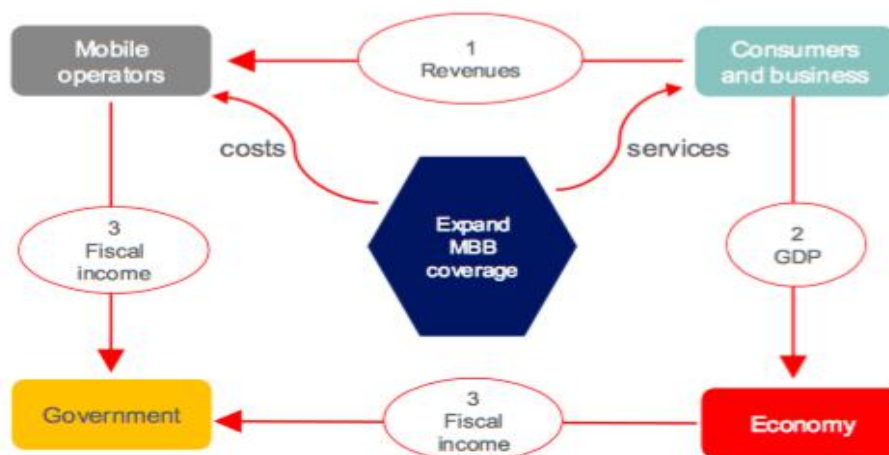 Mobile
operators
1
Revenues
Consumers
and business
costs
services
Expand
MBB
coverage
3
Fiscal
income
2
GDP
Government
3
Fiscal
income
Economy